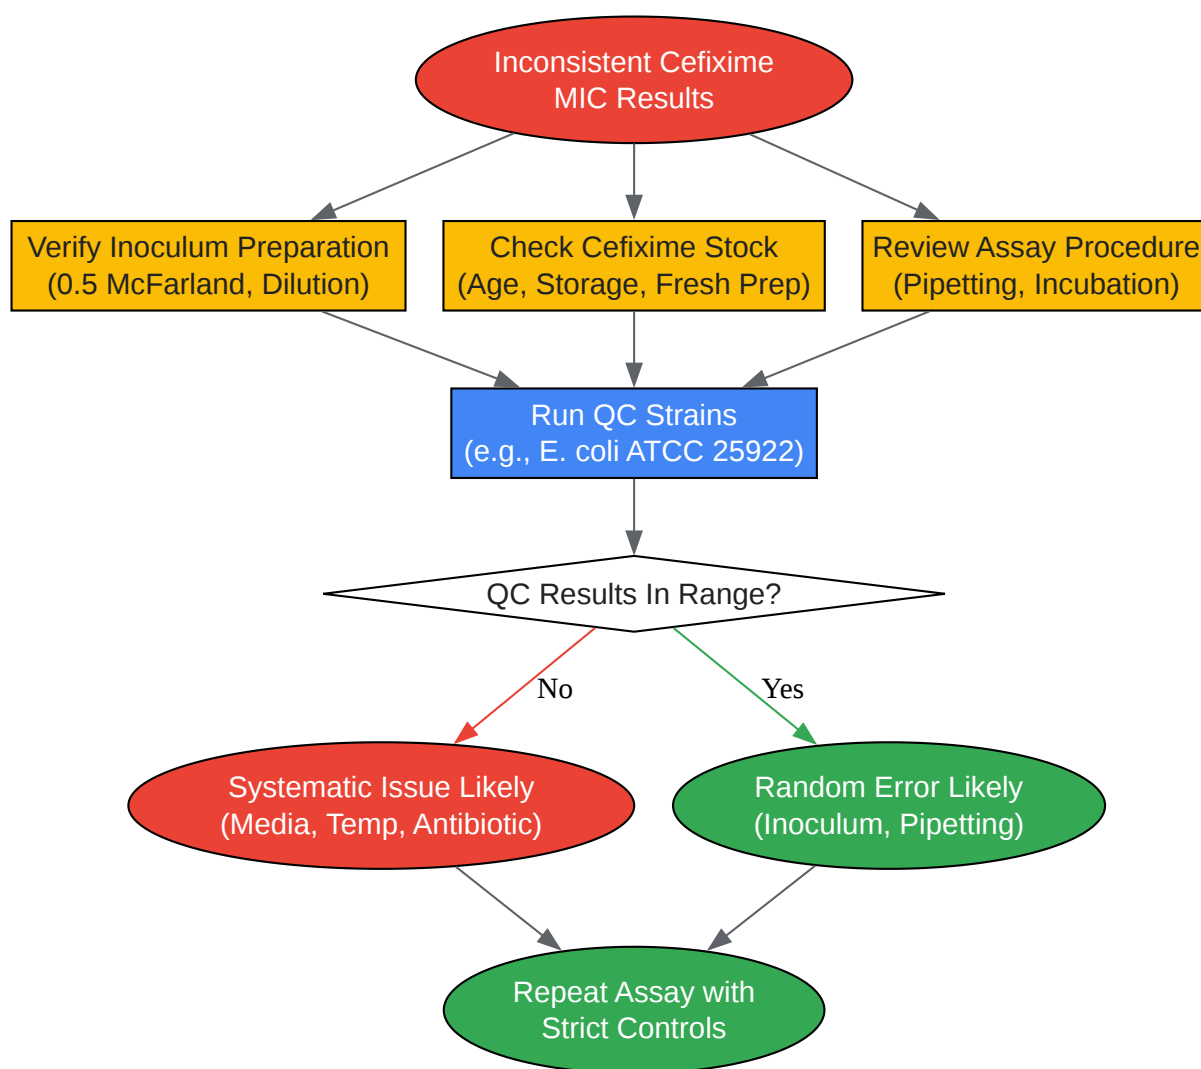 Inconsistent Cefixime
MIC Results
Verify Inoculum Preparation
(0.5 McFarland, Dilution)
Check Cefixime Stock
(Age, Storage, Fresh Prep)
Review Assay Procedure
(Pipetting, Incubation)
Run QC Strains
(e.g., E. coli ATCC 25922)
QC Results In Range?
No
Yes
Systematic Issue Likely
(Media, Temp, Antibiotic)
Random Error Likely
(Inoculum, Pipetting)
Repeat Assay with
Strict Controls